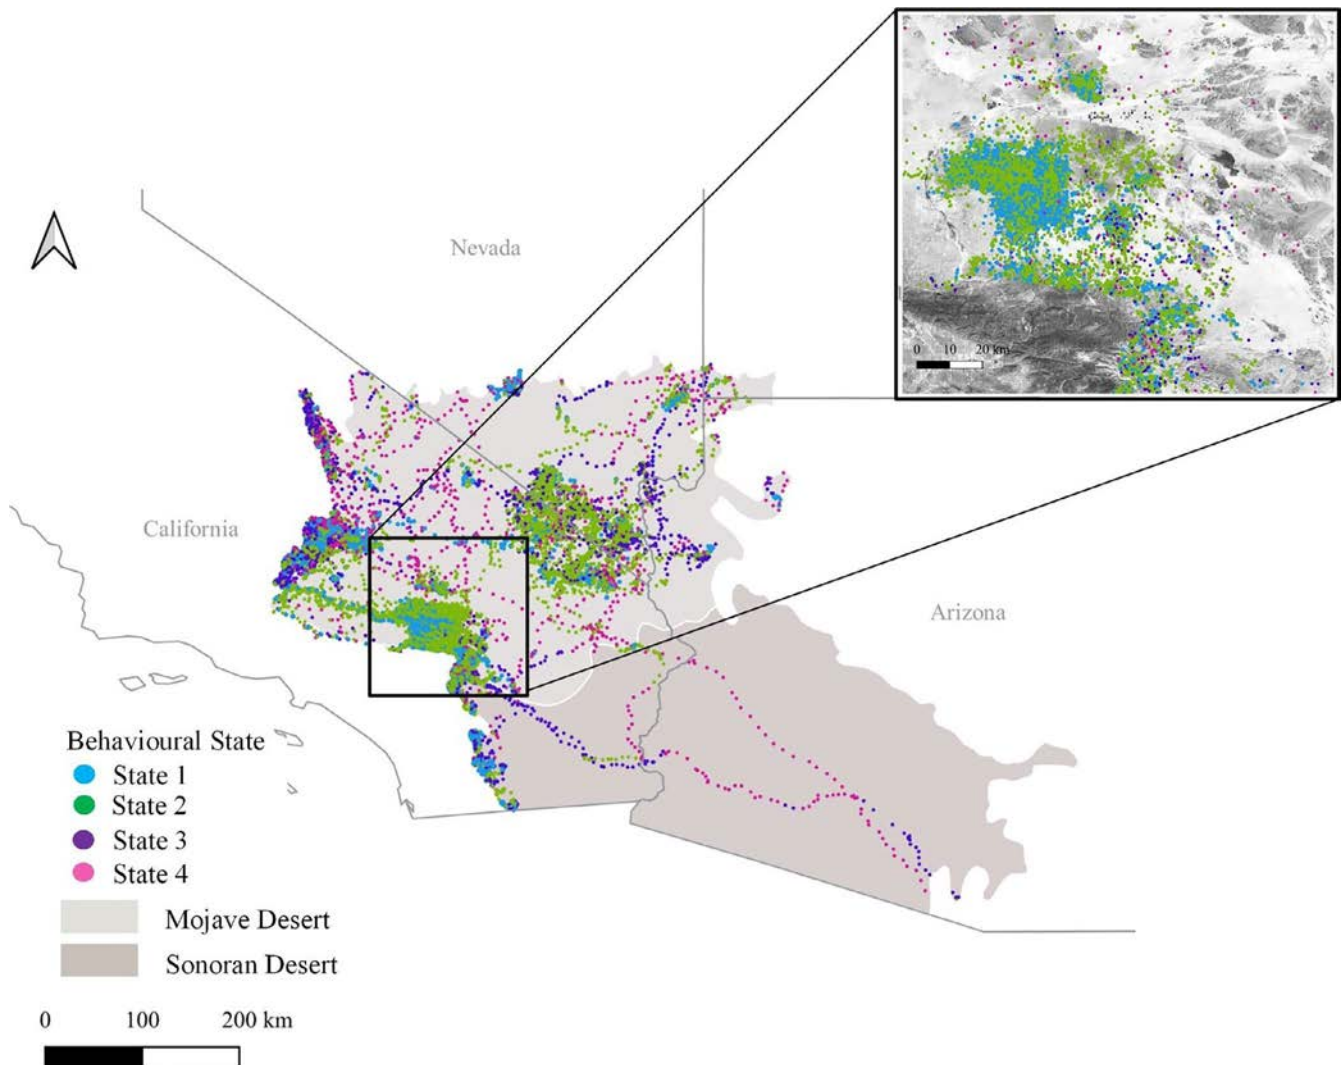 Nevada
California
Arizona
0 10 20 km
Behavioural State
State 1
State 2
State 3
State 4
Mojave Desert
Sonoran Desert
0 100 200 km